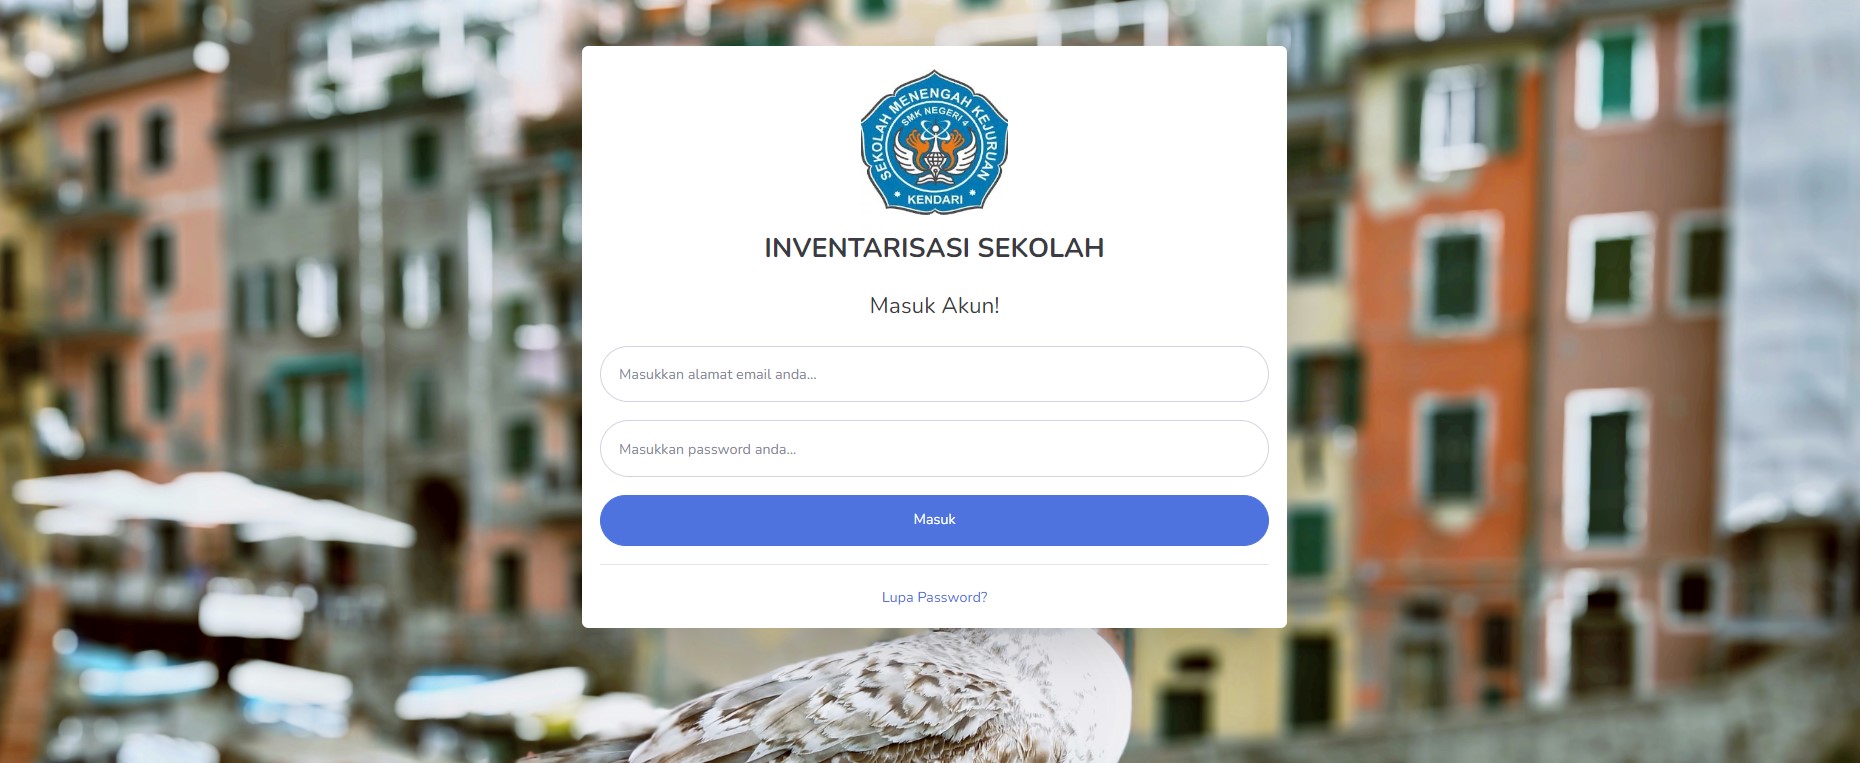 SEKOLAH MENENGAH KEJURUAN
SMK NEGERI 4
KENDARI
INVENTARISASI SEKOLAH
Masuk Akun!
Masukkan alamat email anda...
Masukkan password anda...
Masuk
Lupa Password?